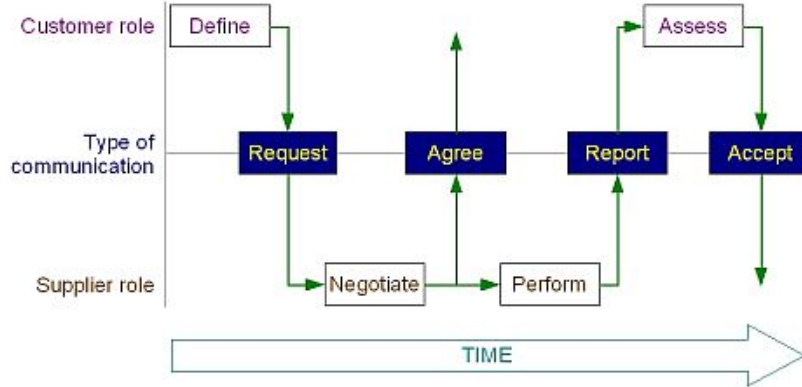 Customer role
Define
Assess
Type of
communication
Request
Agree
Report
Accept
Supplier role
Negotiate
Perform
TIME